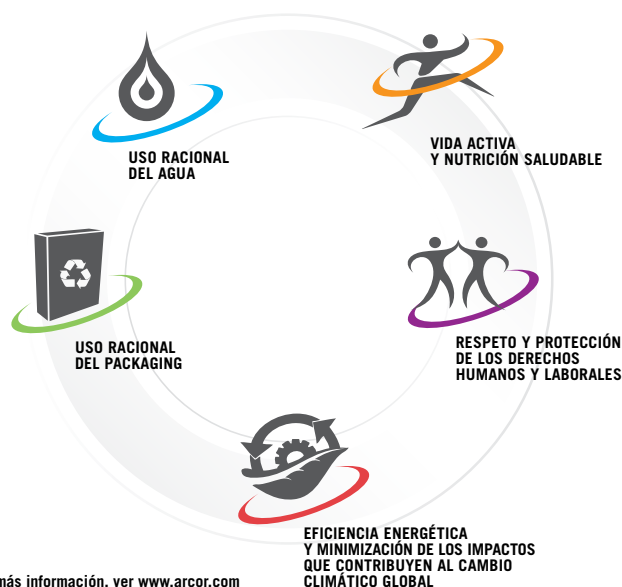 USO RACIONAL
DEL AGUA
VIDA ACTIVA
Y NUTRICIÓN SALUDABLE
USO RACIONAL
DEL PACKAGING
RESPETO Y PROTECCIÓN
DE LOS DERECHOS
HUMANOS Y LABORALES
EFICIENCIA ENERGÉTICA
Y MINIMIZACIÓN DE LOS IMPACTOS
QUE CONTRIBUYEN AL CAMBIO
CLIMÁTICO GLOBAL
más información, ver www.arcor.com